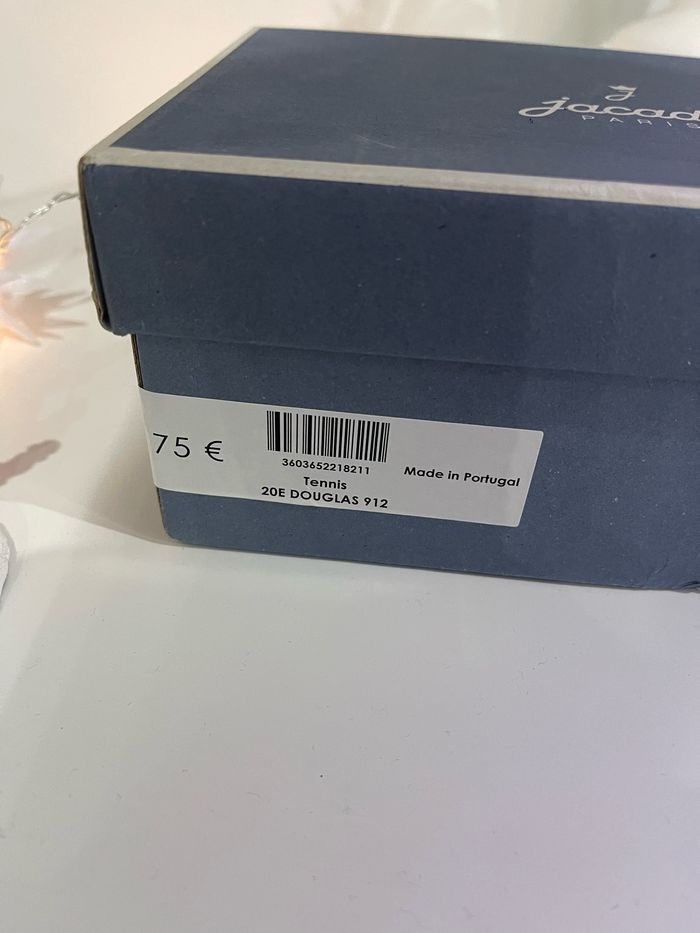 jacad
PARIS
75 €
3603652218211
Tennis
20E DOUGLAS 912
Made in Portugal